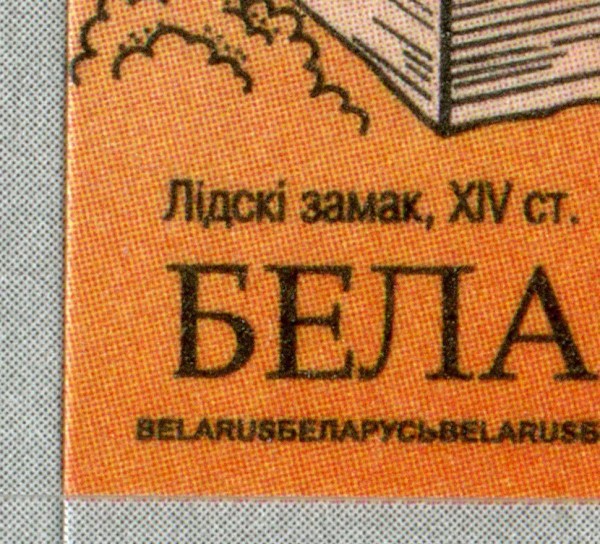 Лідскі замак, XIV ст.
БЕЛА
BELARUSБЕЛАРУСЬBELARUSБ